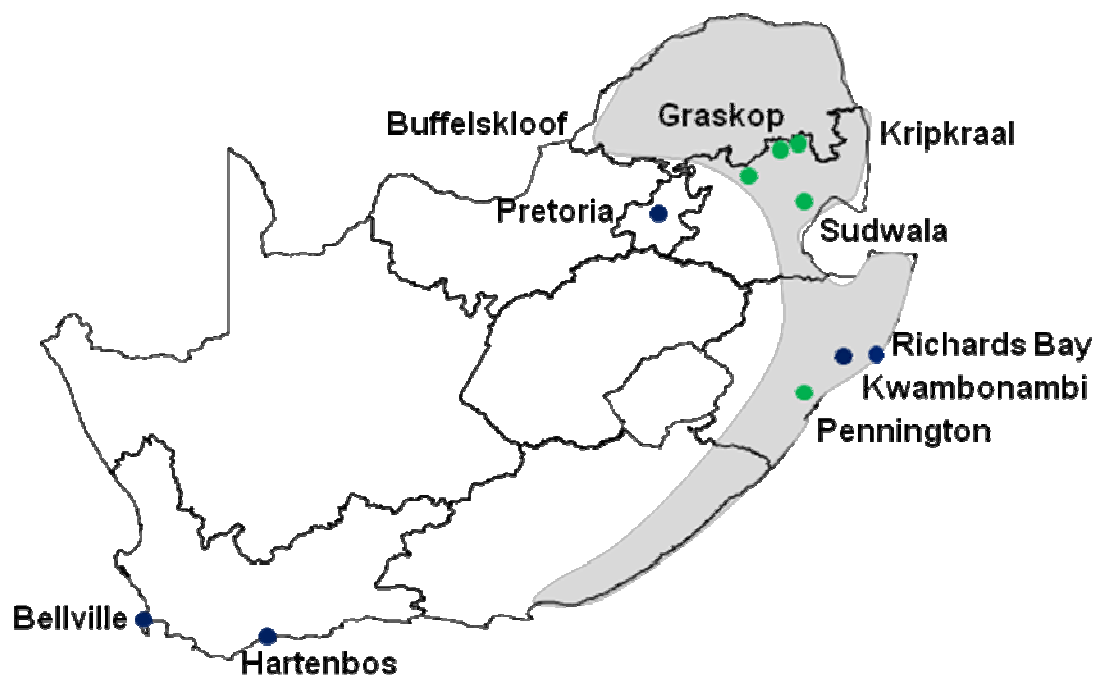 Graskop
Buffelskloof
Kripkraal
Pretoria
Sudwala
Richards Bay
Kwambonambi
Pennington
Bellville
Hartenbos